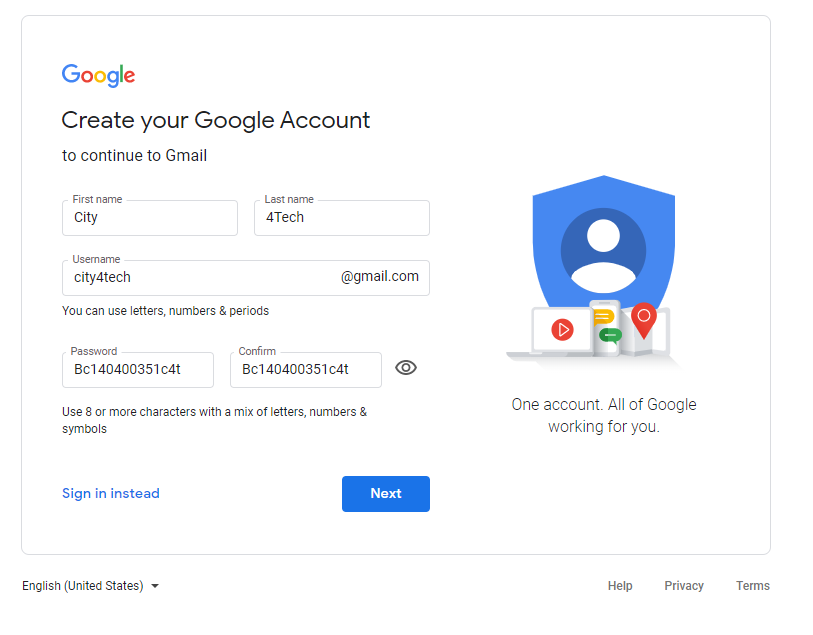 Google
Create your Google Account
to continue to Gmail
First name
City
Last name
4Tech
Username
city4tech
@gmail.com
You can use letters, numbers & periods
Password
Bc140400351c4t
Confirm
Bc140400351c4t
Use 8 or more characters with a mix of letters, numbers &
symbols
Sign in instead
Next
One account. All of Google
working for you.
English (United States)
Help
Privacy
Terms